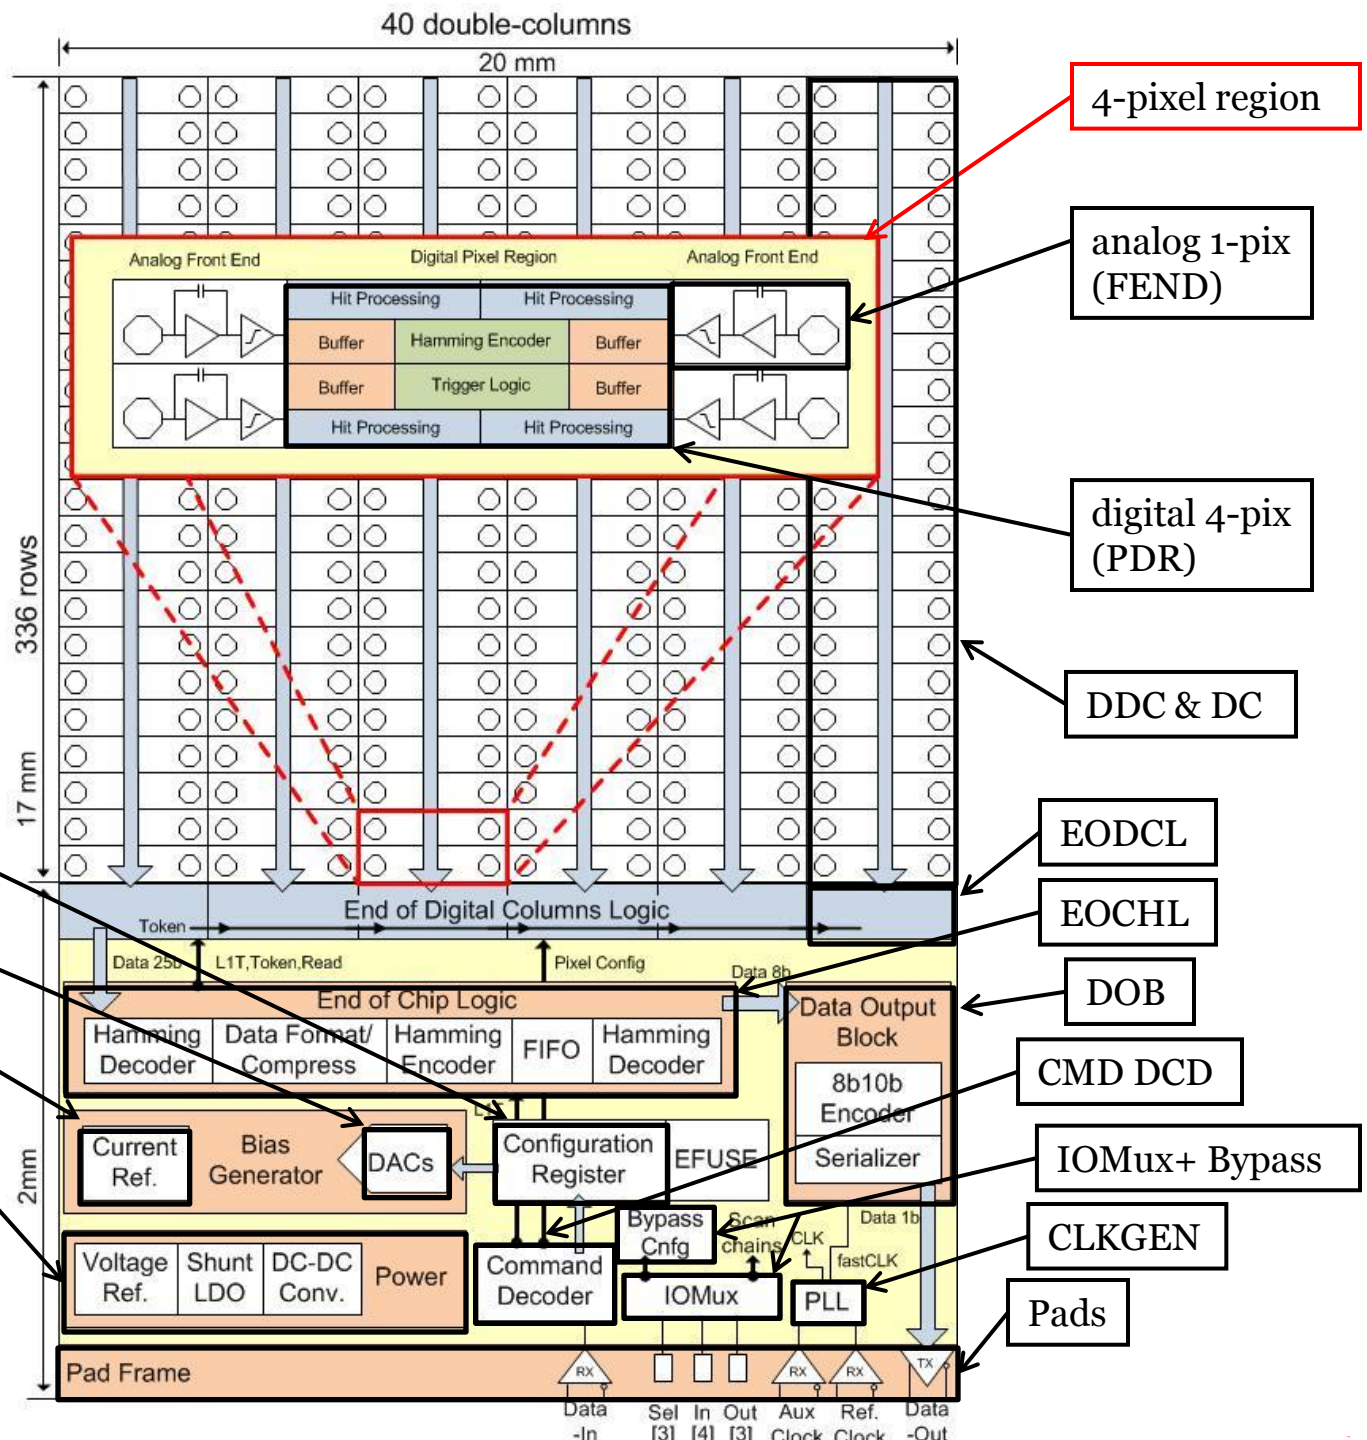 40 double-columns
20 mm
336 rows
17 mm
2mm
4-pixel region
analog 1-pix
(FEND)
digital 4-pix
(PDR)
DDC & DC
EODCL
EOCHL
DOB
CMD DCD
IOMux+ Bypass
CLKGEN
Pads
Analog Front End
Digital Pixel Region
Analog Front End
Hit Processing
Hit Processing
Buffer
Hamming Encoder
Buffer
Buffer
Trigger Logic
Buffer
Hit Processing
Hit Processing
End of Digital Columns Logic
Token
Data 25b
L1T,Token,Read
Pixel Config
Data 8b
End of Chip Logic
Hamming
Decoder
Data Format/
Compress
Hamming
Encoder
FIFO
Hamming
Decoder
Data Output
Block
8b10b
Encoder
Serializer
L1T
Current
Ref.
Bias
Generator
DACs
Configuration
Register
EFUSE
Voltage
Ref.
Shunt
LDO
DC-DC
Conv.
Power
Command
Decoder
Bypass
Cnfg
Scan
chains
IOMux
CLK
fastCLK
PLL
Data 1b
Pad Frame
RX
RX
RX
TX
Data
-In
Sel
[3]
In
[4]
Out
[3]
Aux
Clock
Ref.
Clock
Data
-Out